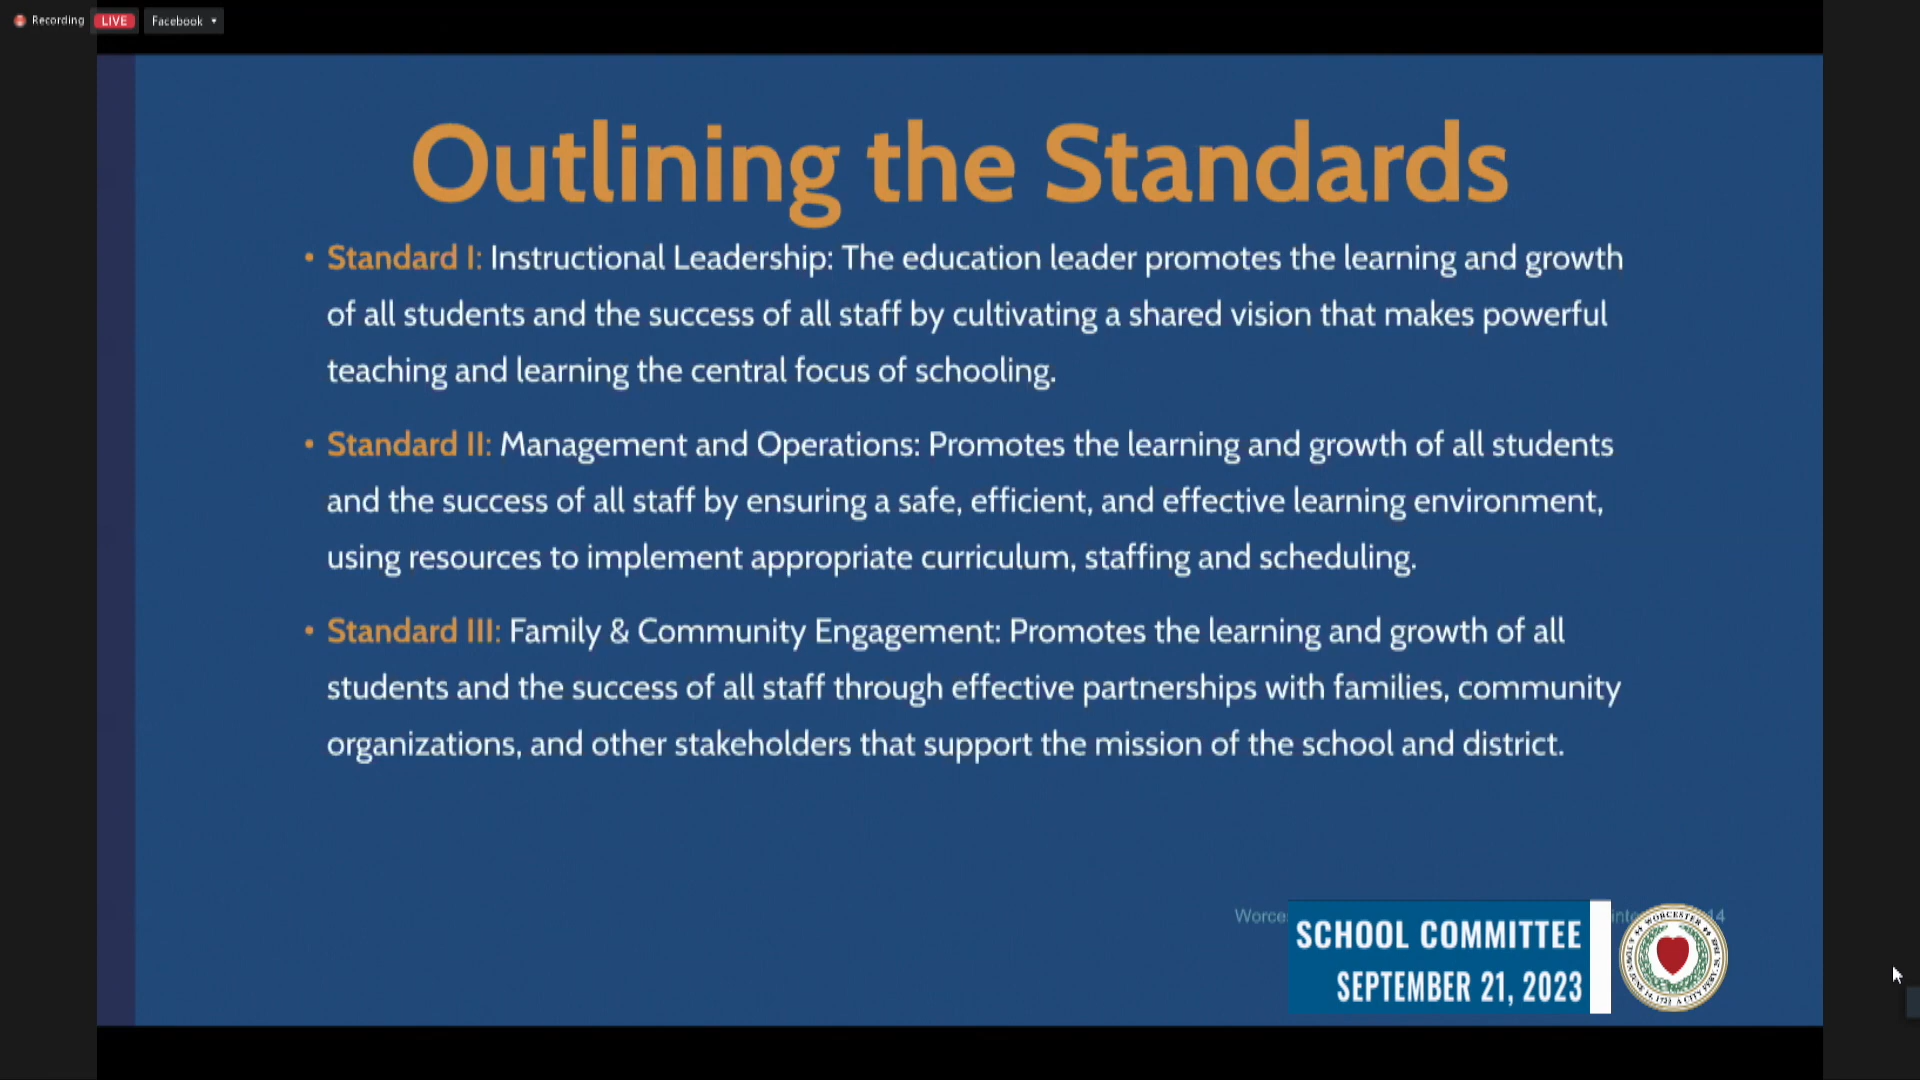 Recording LIVE Facebook
Outlining the Standards
• Standard I: Instructional Leadership: The education leader promotes the learning and growth
of all students and the success of all staff by cultivating a shared vision that makes powerful
teaching and learning the central focus of schooling.
• Standard II: Management and Operations: Promotes the learning and growth of all students
and the success of all staff by ensuring a safe, efficient, and effective learning environment,
using resources to implement appropriate curriculum, staffing and scheduling.
• Standard III: Family & Community Engagement: Promotes the learning and growth of all
students and the success of all staff through effective partnerships with families, community
organizations, and other stakeholders that support the mission of the school and district.
14
SCHOOL COMMITTEE
SEPTEMBER 21, 2023
WORCESTER